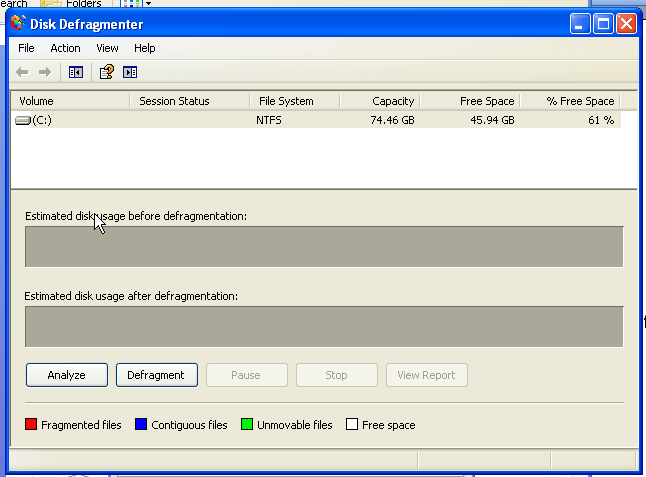 earch Folders
Disk Defragmenter
File Action View Help
Volume Session Status File System Capacity Free Space % Free Space
(C:) NTFS 74.46 GB 45.94 GB 61 %
Estimated disk usage before defragmentation:
Estimated disk usage after defragmentation:
Analyze Defragment Pause Stop View Report
Fragmented files Contiguous files Unmovable files Free space